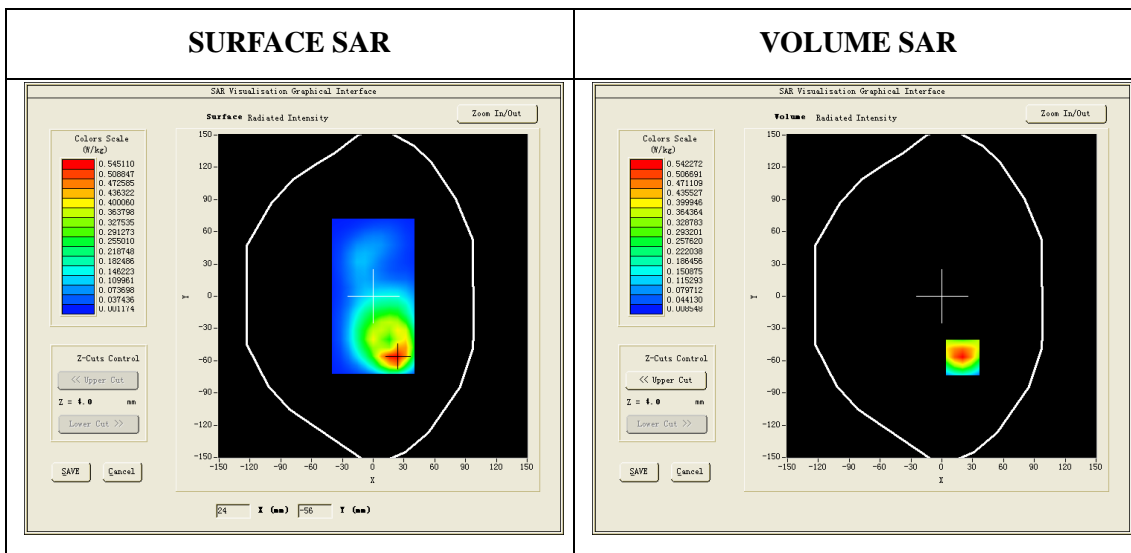 SURFACE SAR
SAR Visualisation Graphical Interface
Surface Radiated Intensity
Zoom In/Out
Colors Scale
(W/kg)
0.545110
0.508847
0.472585
0.436322
0.400060
0.363798
0.327535
0.291273
0.255010
0.218748
0.182486
0.146223
0.109961
0.073698
0.037436
0.001174
Z-Cuts Control
<< Upper Cut
Z = 4.0 mm
Lower Cut >>
SAVE Cancel
150
120
90
60
30
Y 0
-30
-60
-90
-120
-150
-150 -120 -90 -60 -30 0 30 60 90 120 150
X
24 X (mm) -56 Y (mm)
VOLUME SAR
SAR Visualisation Graphical Interface
Volume Radiated Intensity
Zoom In/Out
Colors Scale
(W/kg)
0.542272
0.506691
0.471109
0.435527
0.399946
0.364364
0.328783
0.293201
0.257620
0.222038
0.186456
0.150875
0.115293
0.079712
0.044130
0.008548
Z-Cuts Control
<< Upper Cut
Z = 4.0 mm
Lower Cut >>
SAVE Cancel
150
120
90
60
30
Y 0
-30
-60
-90
-120
-150
-150 -120 -90 -60 -30 0 30 60 90 120 150
X